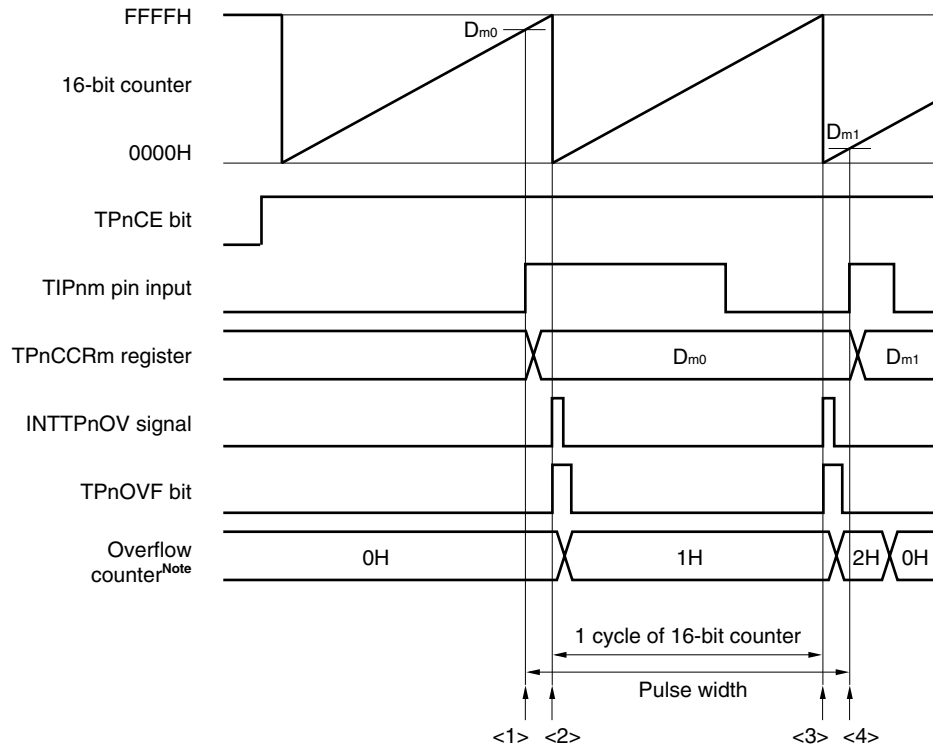 FFFFH
Dm0
16-bit counter
0000H
Dm1
TPnCE bit
TIPnm pin input
TPnCCRm register
Dm0
Dm1
INTTPnOV signal
TPnOVF bit
Overflow
counterNote
0H
1H
2H
0H
1 cycle of 16-bit counter
Pulse width
<1> <2> <3> <4>